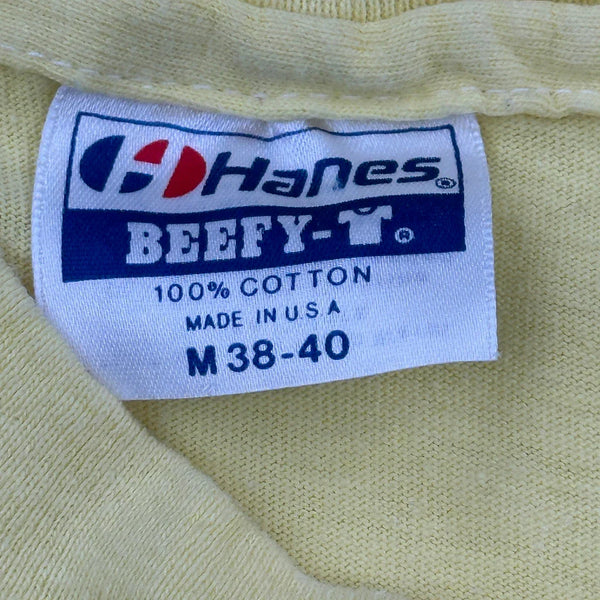 Hanes®
BEEFY-T®
100% COTTON
MADE IN U.S.A
M 38-40